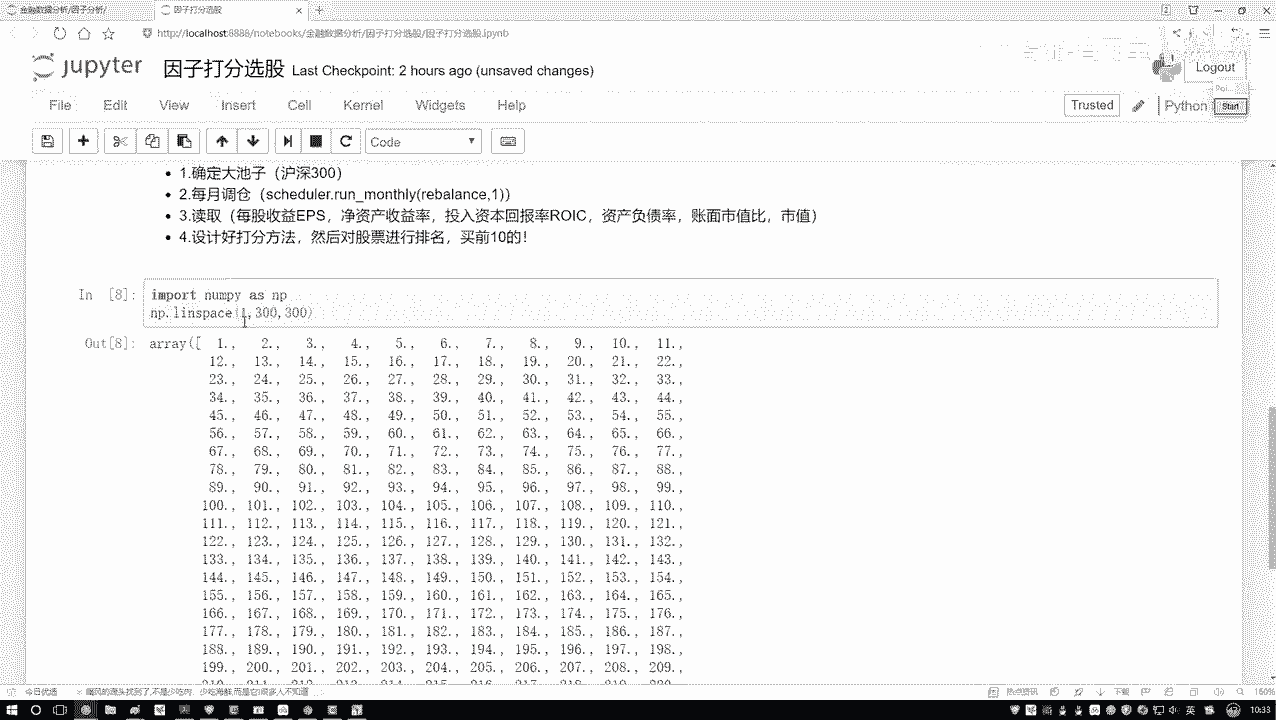 金融数据分析/因子分析/
因子打分选股
http://localhost:8888/notebooks/金融数据分析/因子打分选股/因子打分选股.ipynb
jupyter 因子打分选股 Last Checkpoint: 2 hours ago (unsaved changes)
Logout
File Edit View Insert Cell Kernel Widgets Help
Trusted Python
Start
Code
1.确定大池子（沪深300）
2.每月调仓（scheduler.run_monthly(rebalance,1)）
3.读取（每股收益EPS，净资产收益率，投入资本回报率ROIC，资产负债率，账面市值比，市值）
4.设计好打分方法，然后对股票进行排名，买前10的！
In [8]: import numpy as np
np.linspace(1,300,300)
Out[8]: array([ 1., 2., 3., 4., 5., 6., 7., 8., 9., 10., 11.,
12., 13., 14., 15., 16., 17., 18., 19., 20., 21., 22.,
23., 24., 25., 26., 27., 28., 29., 30., 31., 32., 33.,
34., 35., 36., 37., 38., 39., 40., 41., 42., 43., 44.,
45., 46., 47., 48., 49., 50., 51., 52., 53., 54., 55.,
56., 57., 58., 59., 60., 61., 62., 63., 64., 65., 66.,
67., 68., 69., 70., 71., 72., 73., 74., 75., 76., 77.,
78., 79., 80., 81., 82., 83., 84., 85., 86., 87., 88.,
89., 90., 91., 92., 93., 94., 95., 96., 97., 98., 99.,
100., 101., 102., 103., 104., 105., 106., 107., 108., 109., 110.,
111., 112., 113., 114., 115., 116., 117., 118., 119., 120., 121.,
122., 123., 124., 125., 126., 127., 128., 129., 130., 131., 132.,
133., 134., 135., 136., 137., 138., 139., 140., 141., 142., 143.,
144., 145., 146., 147., 148., 149., 150., 151., 152., 153., 154.,
155., 156., 157., 158., 159., 160., 161., 162., 163., 164., 165.,
166., 167., 168., 169., 170., 171., 172., 173., 174., 175., 176.,
177., 178., 179., 180., 181., 182., 183., 184., 185., 186., 187.,
188., 189., 190., 191., 192., 193., 194., 195., 196., 197., 198.,
199., 200., 201., 202., 203., 204., 205., 206., 207., 208., 209.,
今日优选
热点资讯 下载 160%
10:33